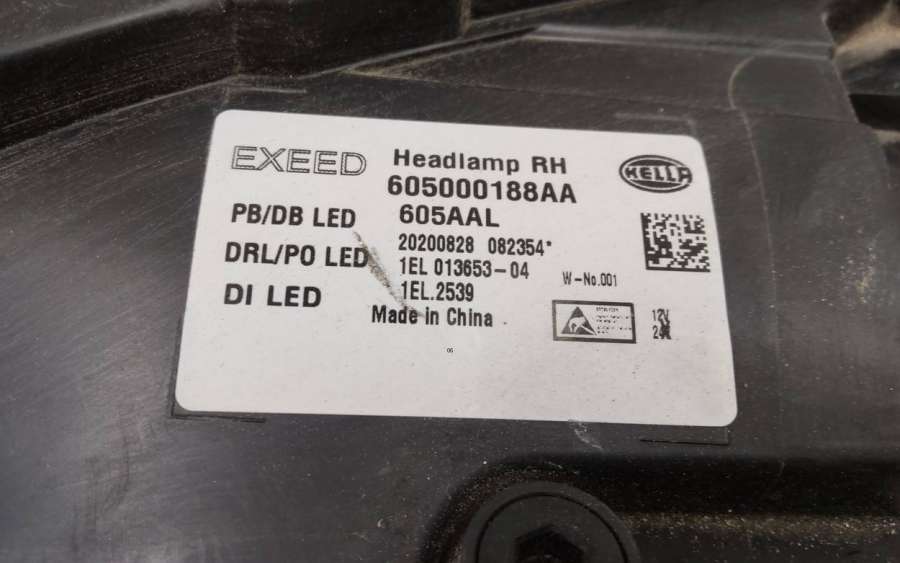 EXEED
Headlamp RH
HELLA
605000188AA
PB/DB LED
605AAL
20200828 082354*
DRL/PO LED
1EL 013653-04
W-No.001
DI LED
1EL.2539
Made in China
12V
06